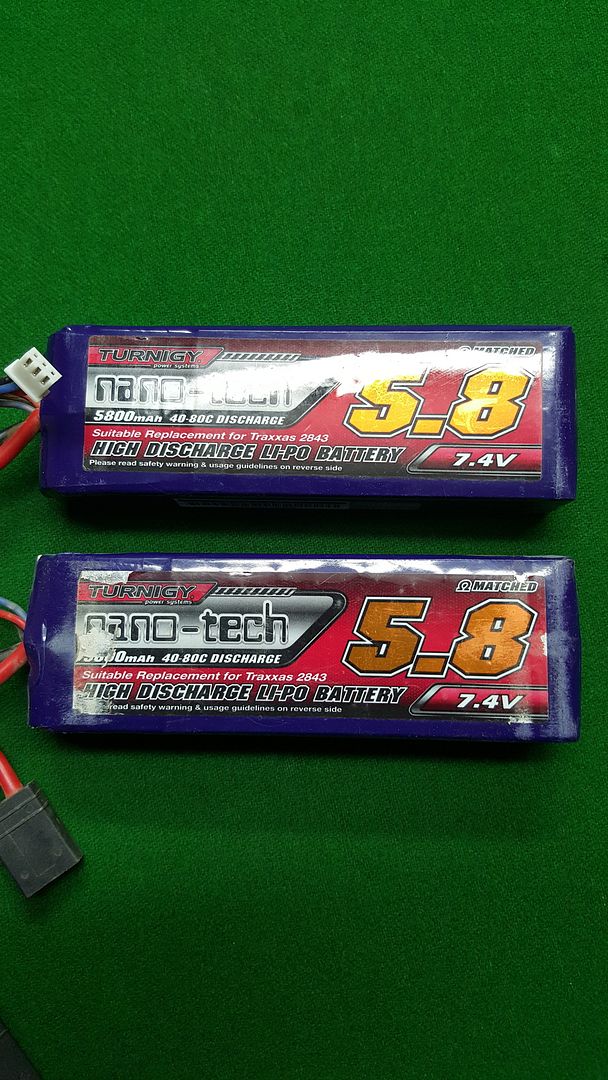 TURNIGY
power systems
Ω MATCHED
nano-tech
5.8
5800mah 40-80C DISCHARGE
Suitable Replacement for Traxxas 2843
HIGH DISCHARGE LI-PO BATTERY
7.4V
Please read safety warning & usage guidelines on reverse side
TURNIGY
power systems
Ω MATCHED
nano-tech
5.8
5800mah 40-80C DISCHARGE
Suitable Replacement for Traxxas 2843
HIGH DISCHARGE LI-PO BATTERY
7.4V
read safety warning & usage guidelines on reverse side